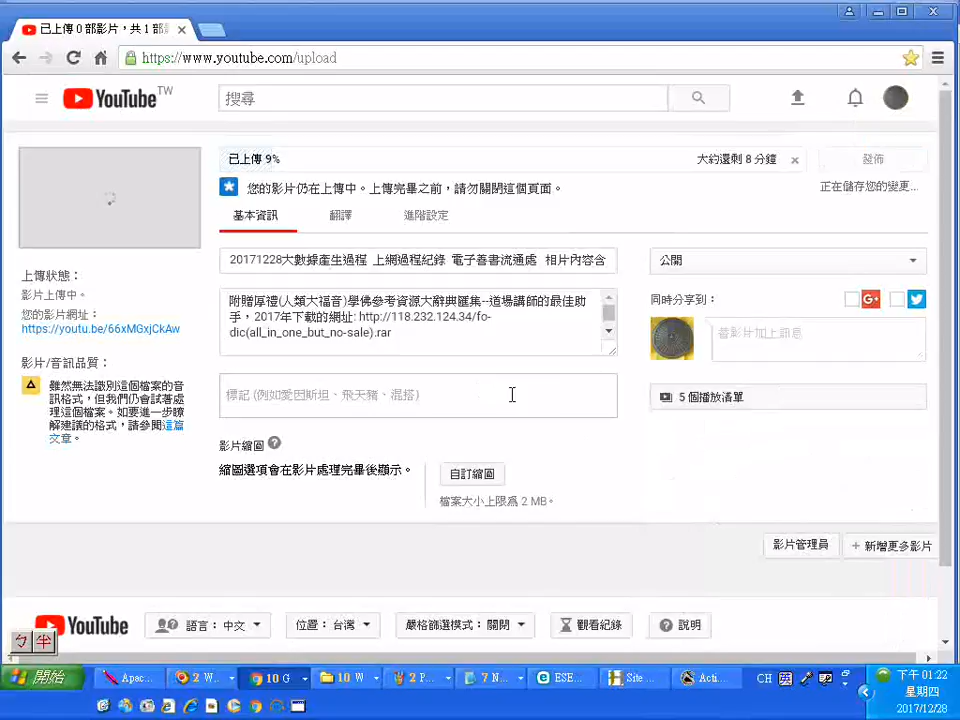 已上傳 0 部影片，共 1 部
https://www.youtube.com/upload
YouTube TW
搜尋
已上傳 9%
大約還剩 8 分鐘
發佈
您的影片仍在上傳中。上傳完畢之前，請勿關閉這個頁面。
正在儲存您的變更...
基本資訊
翻譯
進階設定
20171228大數據產生過程 上網過程紀錄 電子善書流通處 相片內容含
公開
上傳狀態：
影片上傳中。
您的影片網址：
https://youtu.be/66xMGxjCkAw
附贈厚禮(人類大福音)學佛參考資源大辭典匯集--道場講師的最佳助
手，2017年下載的網址: http://118.232.124.34/fo-
dic(all_in_one_but_no-sale).rar
同時分享到：
G+
替影片加上訊息
影片/音訊品質：
雖然無法識別這個檔案的音
訊格式，但我們仍會試著處
理這個檔案。如要進一步瞭
解建議的格式，請參閱這篇
文章。
標記 (例如愛因斯坦、飛天豬、混搭)
5 個播放清單
影片縮圖
縮圖選項會在影片處理完畢後顯示。
自訂縮圖
檔案大小上限為 2 MB。
影片管理員
+ 新增更多影片
YouTube
語言：中文
位置：台灣
嚴格篩選模式：關閉
觀看紀錄
說明
ㄅ 半
開始
Apac...
2 W...
10 G
10 W
2 P...
7 N...
ESE...
Site ...
Acti...
CH
下午 01:22
星期四
2017/12/28